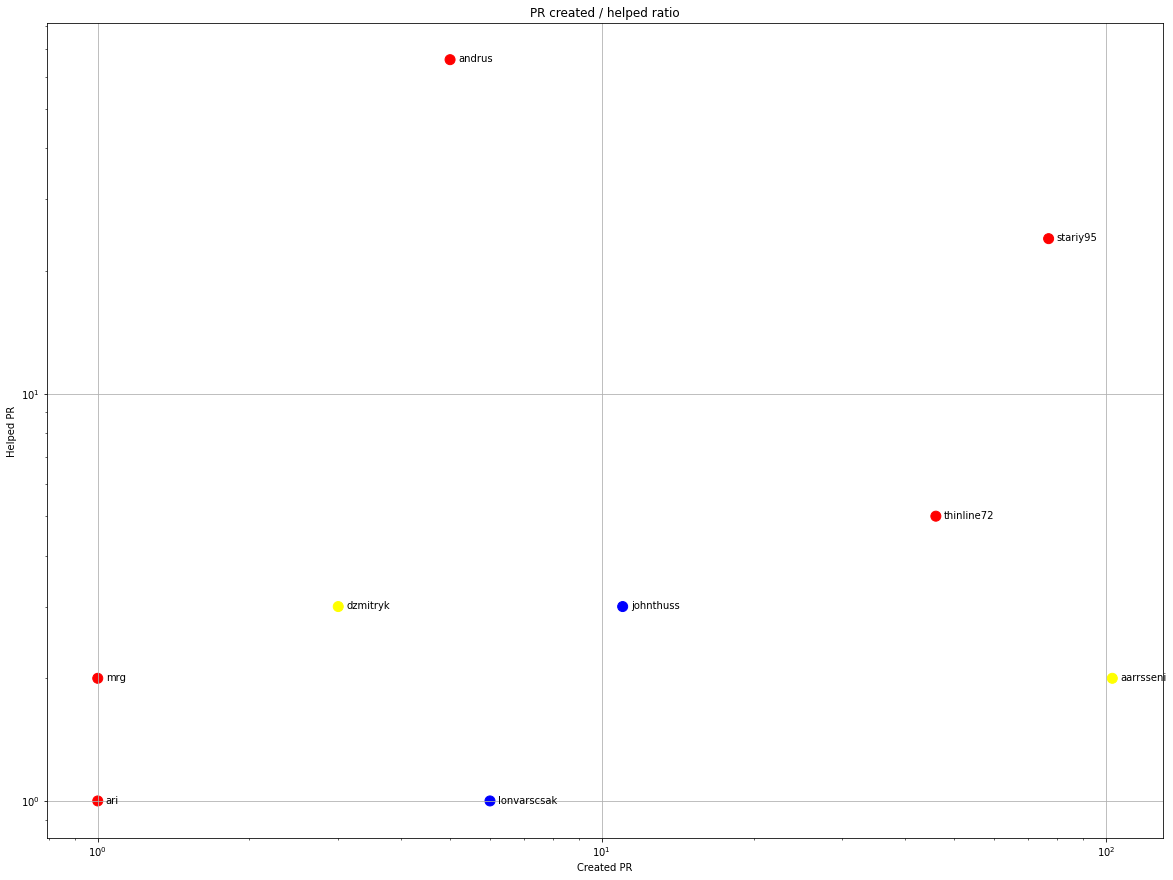 PR created / helped ratio
andrus
stariy95
10¹
thinline72
dzmitryk
johnthuss
mrg
aarrsseni
10⁰
ari
lonvarscsak
10⁰
10¹
10²
Created PR
Helped PR